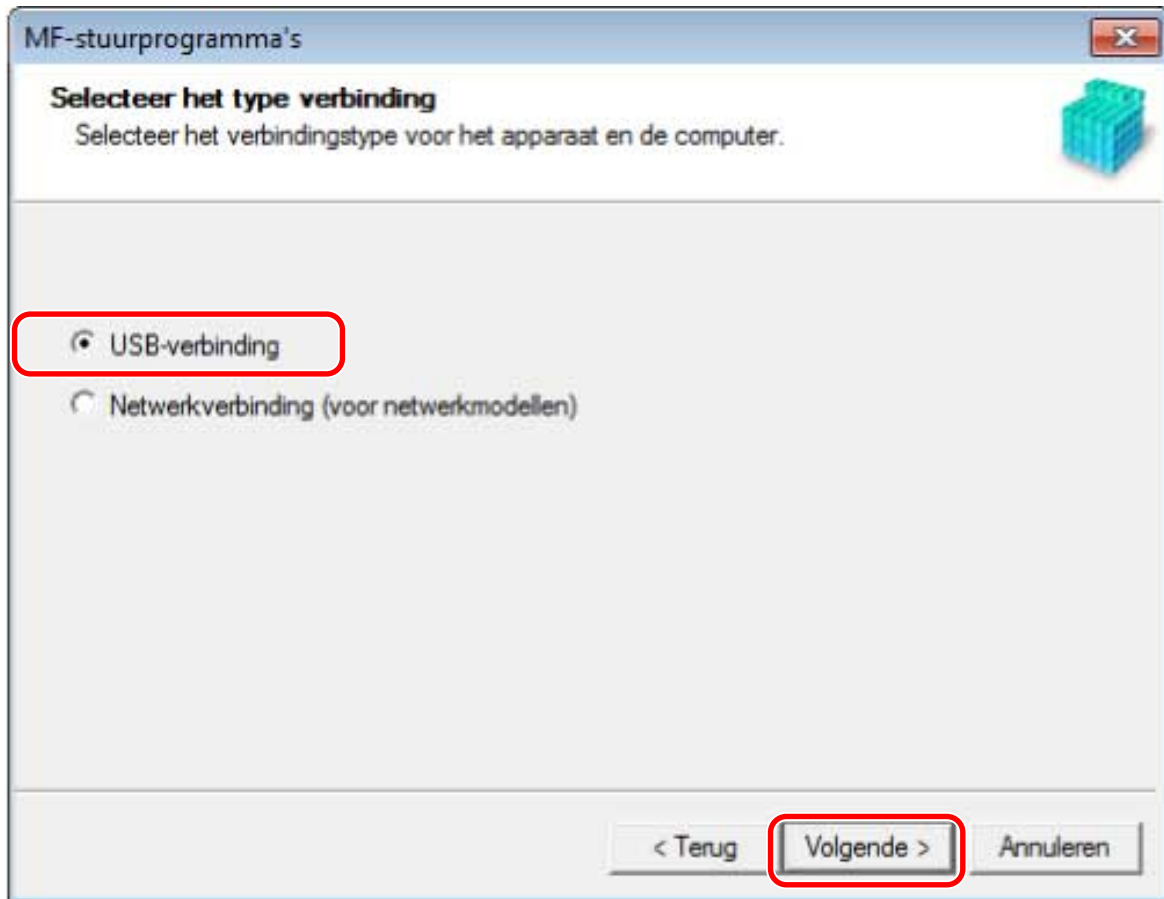 MF-stuurprogramma's
Selecteer het type verbinding
Selecteer het verbindingstype voor het apparaat en de computer.
USB-verbinding
Netwerkverbinding (voor netwerkmodellen)
< Terug
Volgende >
Annuleren